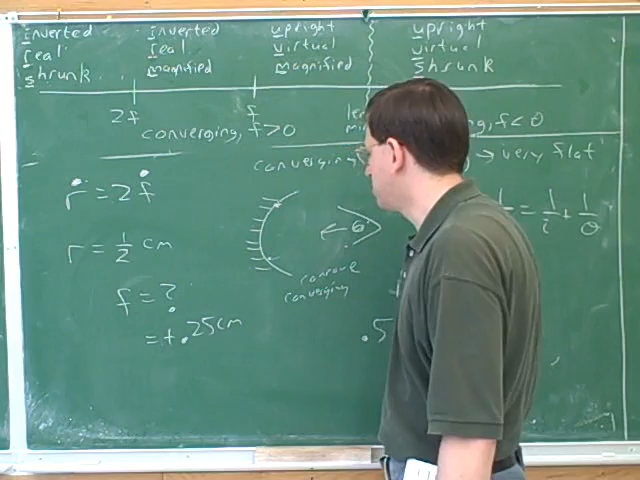 inverted inverted upright upright
real real virtual virtual
shrunk... magnified magnified shrunk
2f f
converging, f>0
, f<0
converging → very flat
r = 2f
= 1/i + 1/o
r = 1/2 cm
concave
converging
f = ?
= +.25cm
.5